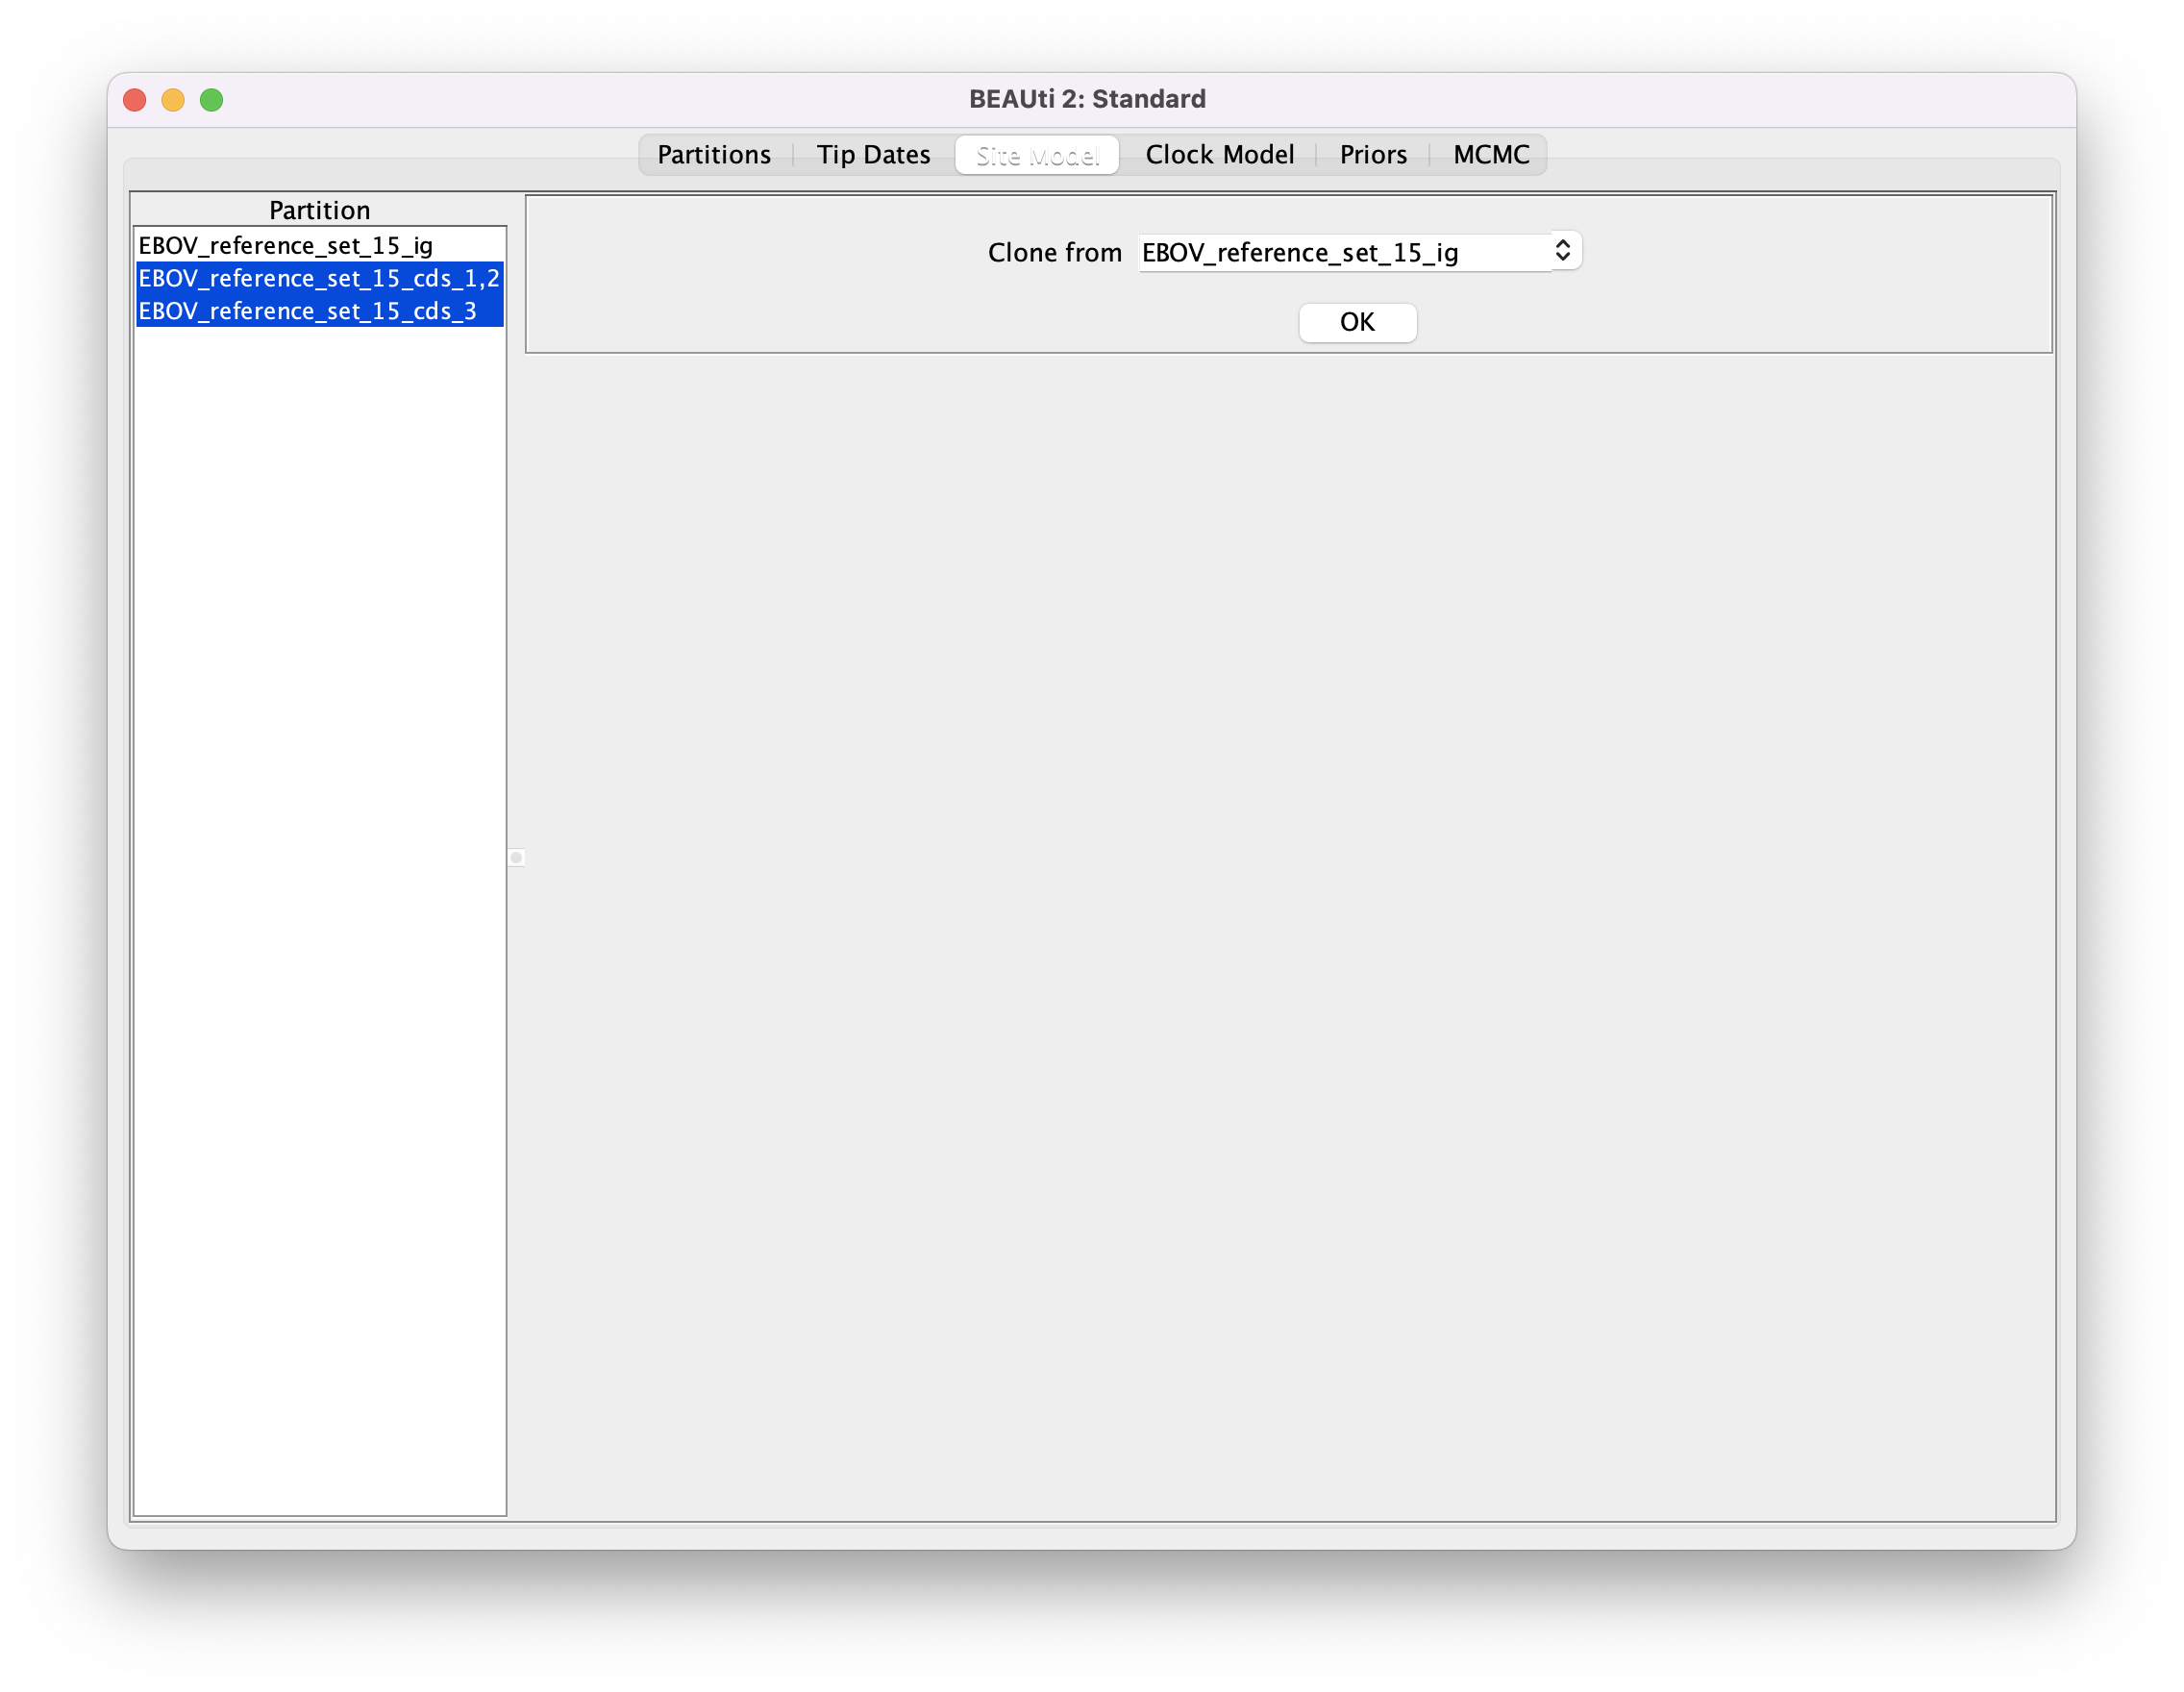 BEAUti 2: Standard
Partitions Tip Dates Site Model Clock Model Priors MCMC
Partition
EBOV_reference_set_15_ig
EBOV_reference_set_15_cds_1,2
EBOV_reference_set_15_cds_3
Clone from EBOV_reference_set_15_ig
OK